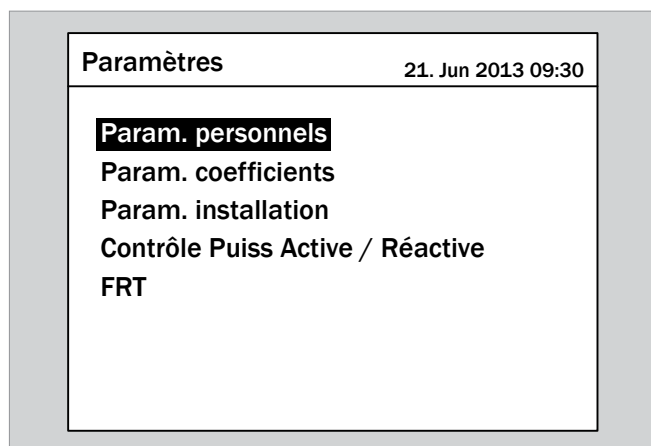 Paramètres
21. Jun 2013 09:30
Param. personnels
Param. coefficients
Param. installation
Contrôle Puiss Active / Réactive
FRT